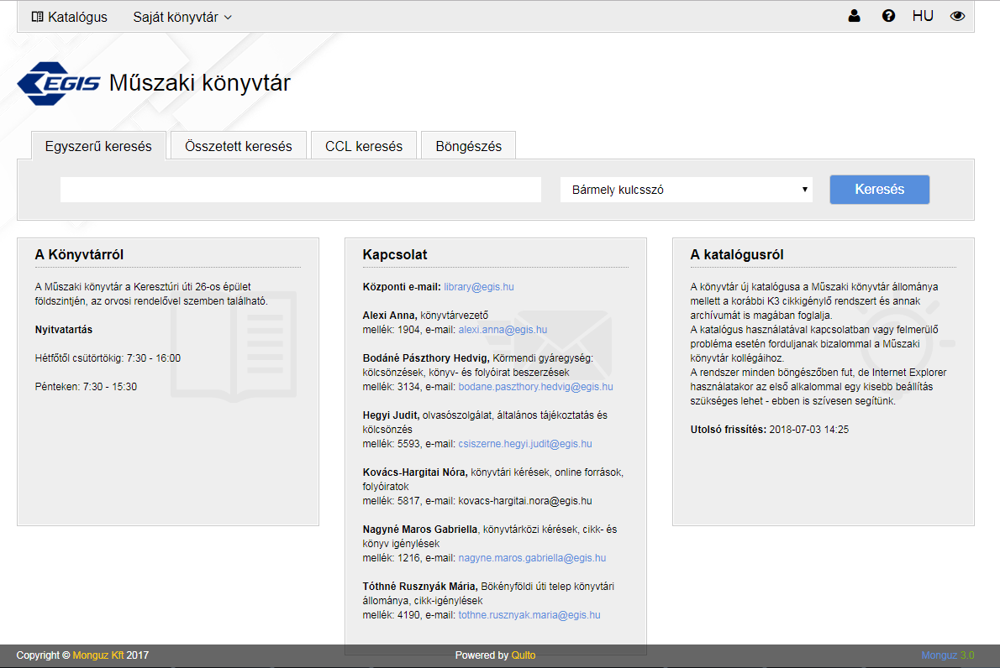 Katalógus Saját könyvtár HU
EGIS Műszaki könyvtár
Egyszerű keresés Összetett keresés CCL keresés Böngészés
Bármely kulcsszó Keresés
A Könyvtárról
A Műszaki könyvtár a Keresztúri úti 26-os épület
földszintjén, az orvosi rendelővel szemben található.
Nyitvatartás
Hétfőtől csütörtökig: 7:30 - 16:00
Pénteken: 7:30 - 15:30
Kapcsolat
Központi e-mail: library@egis.hu
Alexi Anna, könyvtárvezető
mellék: 1904, e-mail: alexi.anna@egis.hu
Bodáné Pászthory Hedvig, Körmendi gyáregység:
kölcsönzések, könyv- és folyóirat beszerzések
mellék: 3134, e-mail: bodane.paszthory.hedvig@egis.hu
Hegyi Judit, olvasószolgálat, általános tájékoztatás és
kölcsönzés
mellék: 5593, e-mail: csiszerne.hegyi.judit@egis.hu
Kovács-Hargitai Nóra, könyvtári kérések, online források,
folyóiratok
mellék: 5817, e-mail: kovacs-hargitai.nora@egis.hu
Nagyné Maros Gabriella, könyvtárközi kérések, cikk- és
könyv igénylések
mellék: 1216, e-mail: nagyne.maros.gabriella@egis.hu
Tóthné Rusznyák Mária, Bökényföldi úti telep könyvtári
állománya, cikk-igénylések
mellék: 4190, e-mail: tothne.rusznyak.maria@egis.hu
A katalógusról
A könyvtár új katalógusa a Műszaki könyvtár állománya
mellett a korábbi K3 cikkigénylő rendszert és annak
archívumát is magában foglalja.
A katalógus használatával kapcsolatban vagy felmerülő
probléma esetén forduljanak bizalommal a Műszaki
könyvtár kollégáihoz.
A rendszer minden böngészőben fut, de Internet Explorer
használatakor az első alkalommal egy kisebb beállítás
szükséges lehet - ebben is szívesen segítünk.
Utolsó frissítés: 2018-07-03 14:25
Copyright © Monguz Kft 2017 Powered by Qulto Monguz 3.0